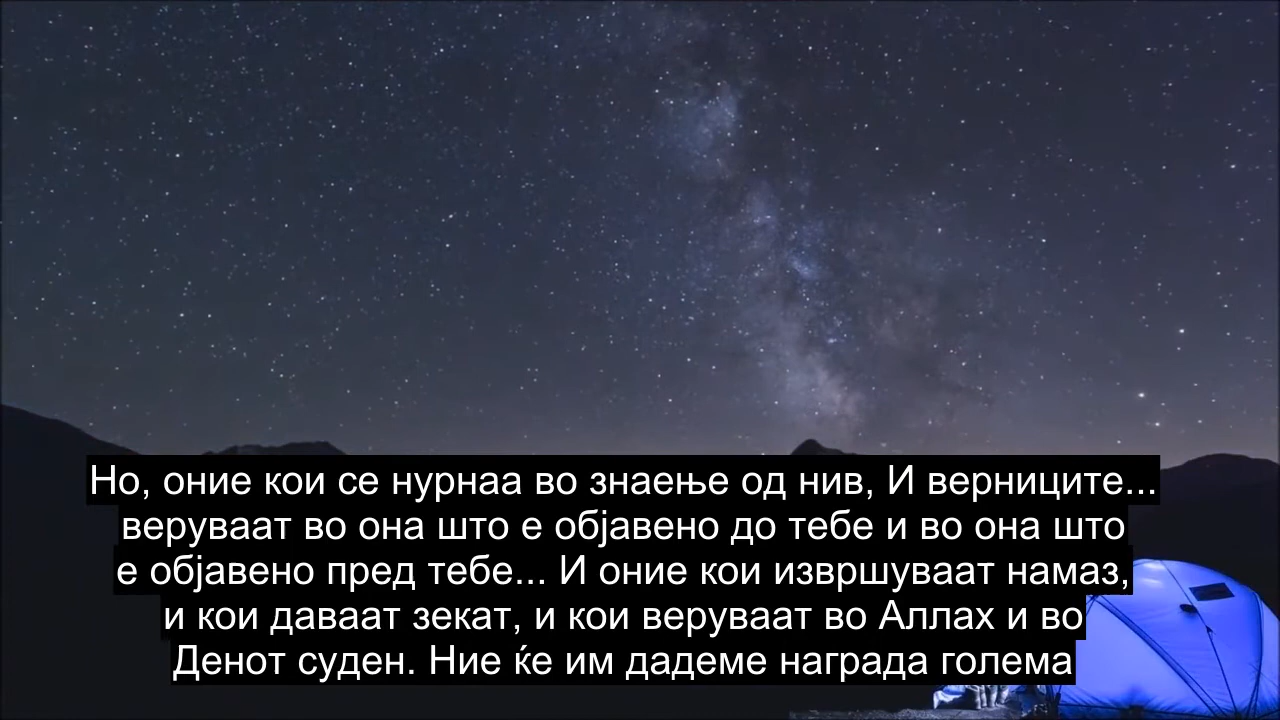 Но, оние кои се нурнаа во знаење од нив, И верниците...
веруваат во она што е објавено до тебе и во она што
е објавено пред тебе... И оние кои извршуваат намаз,
и кои даваат зекат, и кои веруваат во Аллах и во
Денот суден. Ние ќе им дадеме награда голема